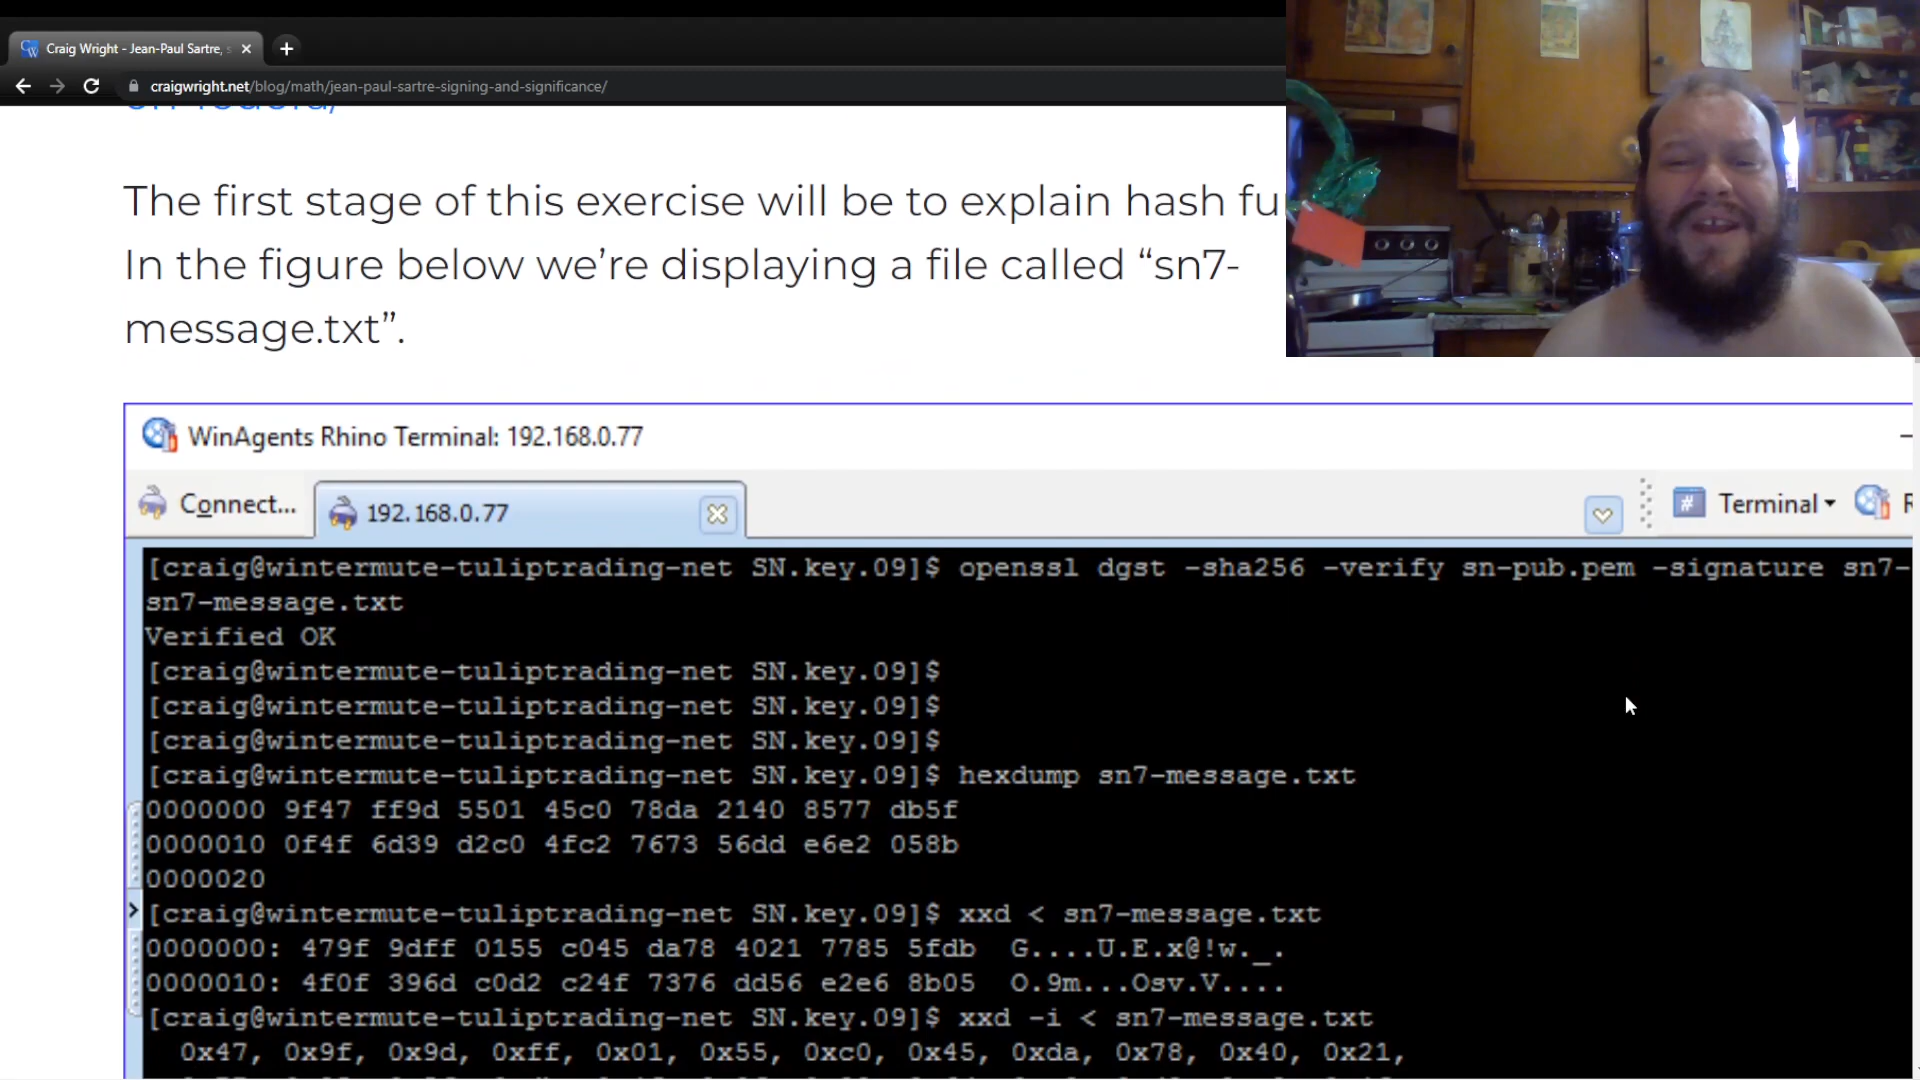 Craig Wright - Jean-Paul Sartre, s
craigwright.net/blog/math/jean-paul-sartre-signing-and-significance/
The first stage of this exercise will be to explain hash fu
In the figure below we’re displaying a file called “sn7-
message.txt”.
WinAgents Rhino Terminal: 192.168.0.77
Connect... 192.168.0.77 # Terminal R
[craig@wintermute-tuliptrading-net SN.key.09]$ openssl dgst -sha256 -verify sn-pub.pem -signature sn7-
sn7-message.txt
Verified OK
[craig@wintermute-tuliptrading-net SN.key.09]$
[craig@wintermute-tuliptrading-net SN.key.09]$
[craig@wintermute-tuliptrading-net SN.key.09]$
[craig@wintermute-tuliptrading-net SN.key.09]$ hexdump sn7-message.txt
0000000 9f47 ff9d 5501 45c0 78da 2140 8577 db5f
0000010 0f4f 6d39 d2c0 4fc2 7673 56dd e6e2 058b
0000020
[craig@wintermute-tuliptrading-net SN.key.09]$ xxd < sn7-message.txt
0000000: 479f 9dff 0155 c045 da78 4021 7785 5fdb G....U.E.x@!w._.
0000010: 4f0f 396d c0d2 c24f 7376 dd56 e2e6 8b05 O.9m...Osv.V....
[craig@wintermute-tuliptrading-net SN.key.09]$ xxd -i < sn7-message.txt
0x47, 0x9f, 0x9d, 0xff, 0x01, 0x55, 0xc0, 0x45, 0xda, 0x78, 0x40, 0x21,